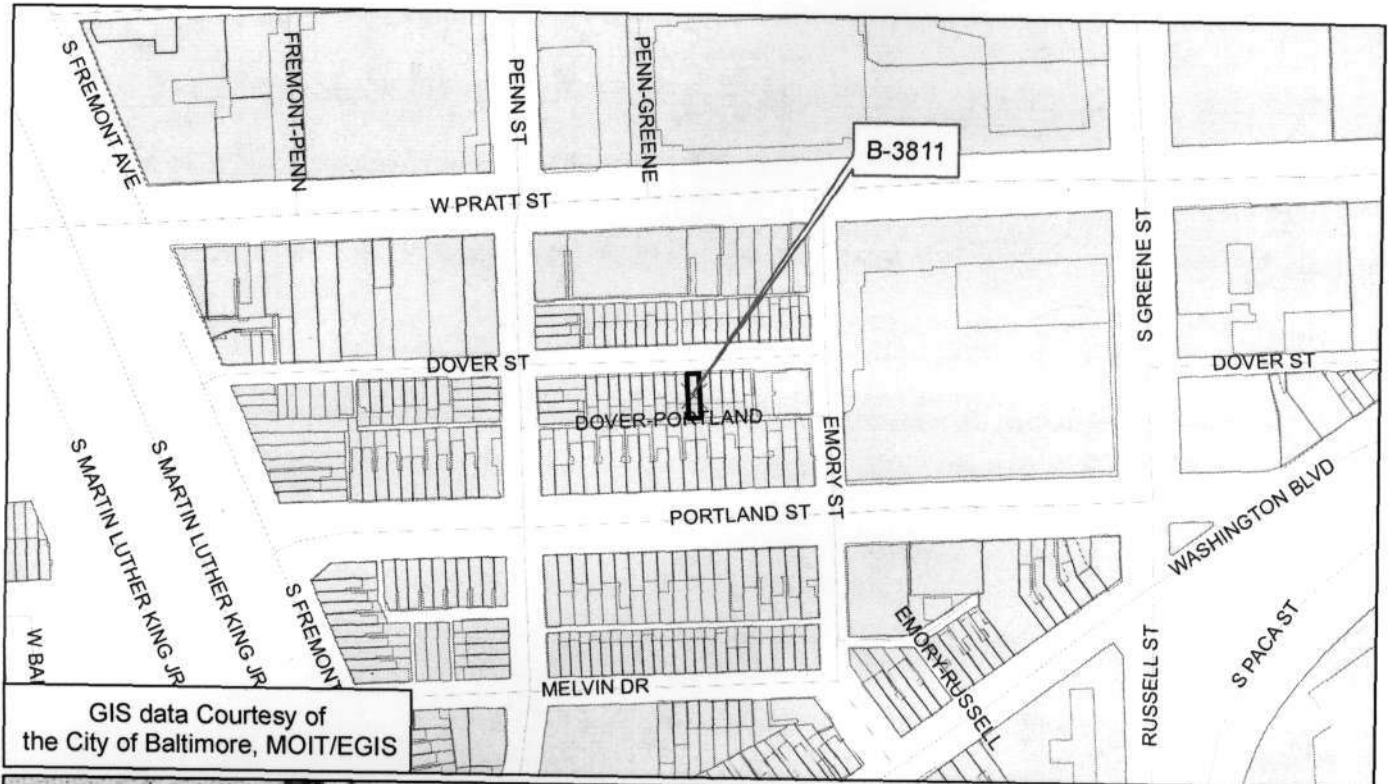 S FREMONT AVE
FREMONT-PENN
PENN ST
PENN-GREENE
B-3811
W PRATT ST
S GREENE ST
DOVER ST
DOVER ST
DOVER-PORTLAND
EMORY ST
PORTLAND ST
WASHINGTON BLVD
S MARTIN LUTHER KING JR
S MARTIN LUTHER KING JR
S FREMONT
EMORY-RUSSELL
RUSSELL ST
S PACA ST
W BA
MELVIN DR
GIS data Courtesy of
the City of Baltimore, MOIT/EGIS